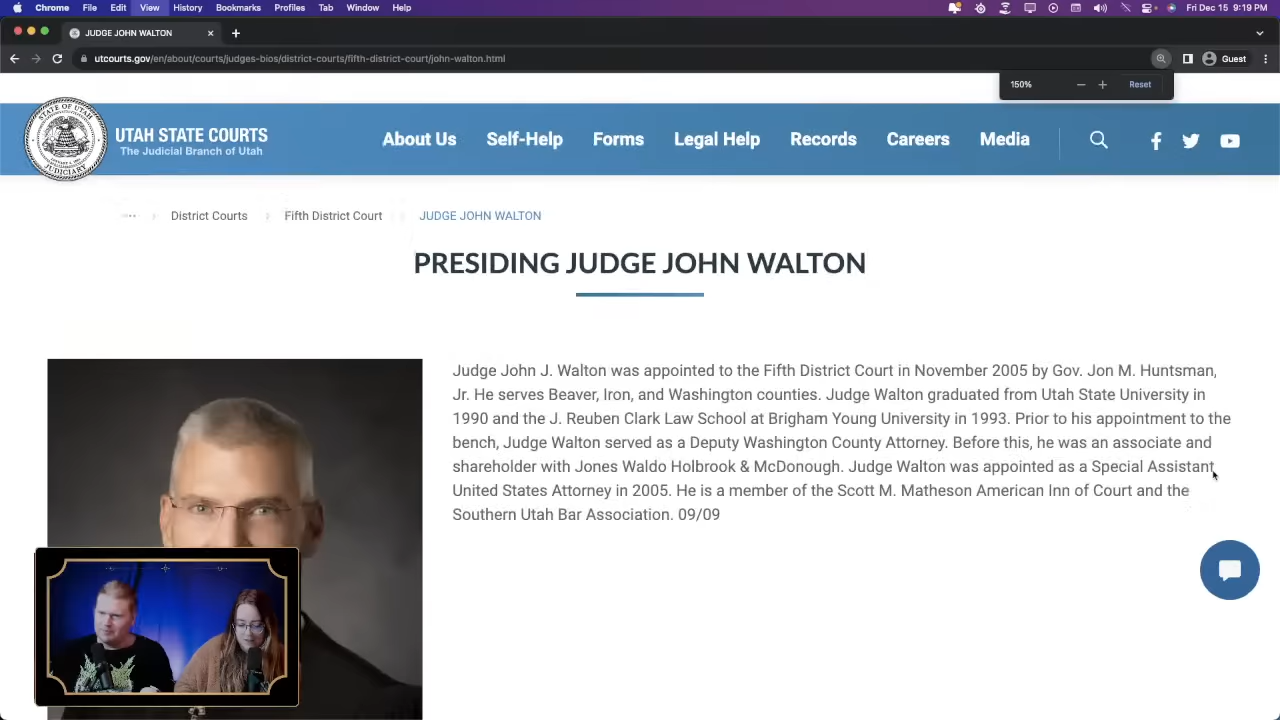 Chrome File Edit View History Bookmarks Profiles Tab Window Help Fri Dec 15 9:19 PM
JUDGE JOHN WALTON
utcourts.gov/en/about/courts/judges-bios/district-courts/fifth-district-court/john-walton.html Guest
150% Reset
STATE OF UTAH
JUDICIARY
UTAH STATE COURTS
The Judicial Branch of Utah
About Us Self-Help Forms Legal Help Records Careers Media
District Courts Fifth District Court JUDGE JOHN WALTON
PRESIDING JUDGE JOHN WALTON
Judge John J. Walton was appointed to the Fifth District Court in November 2005 by Gov. Jon M. Huntsman,
Jr. He serves Beaver, Iron, and Washington counties. Judge Walton graduated from Utah State University in
1990 and the J. Reuben Clark Law School at Brigham Young University in 1993. Prior to his appointment to the
bench, Judge Walton served as a Deputy Washington County Attorney. Before this, he was an associate and
shareholder with Jones Waldo Holbrook & McDonough. Judge Walton was appointed as a Special Assistant
United States Attorney in 2005. He is a member of the Scott M. Matheson American Inn of Court and the
Southern Utah Bar Association. 09/09